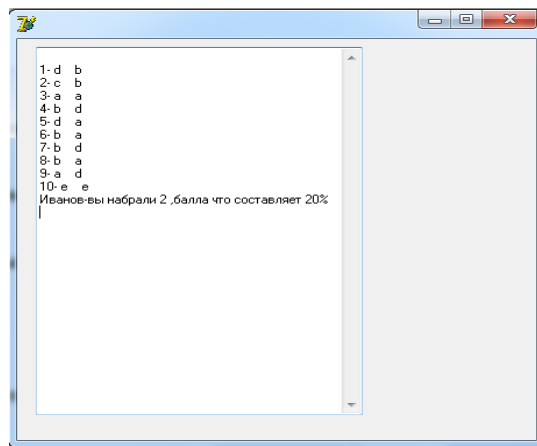 1- d b
2- c b
3- a a
4- b d
5- d a
6- b a
7- b d
8- b a
9- a d
10- e e
Иванов-вы набрали 2 ,балла что составляет 20%